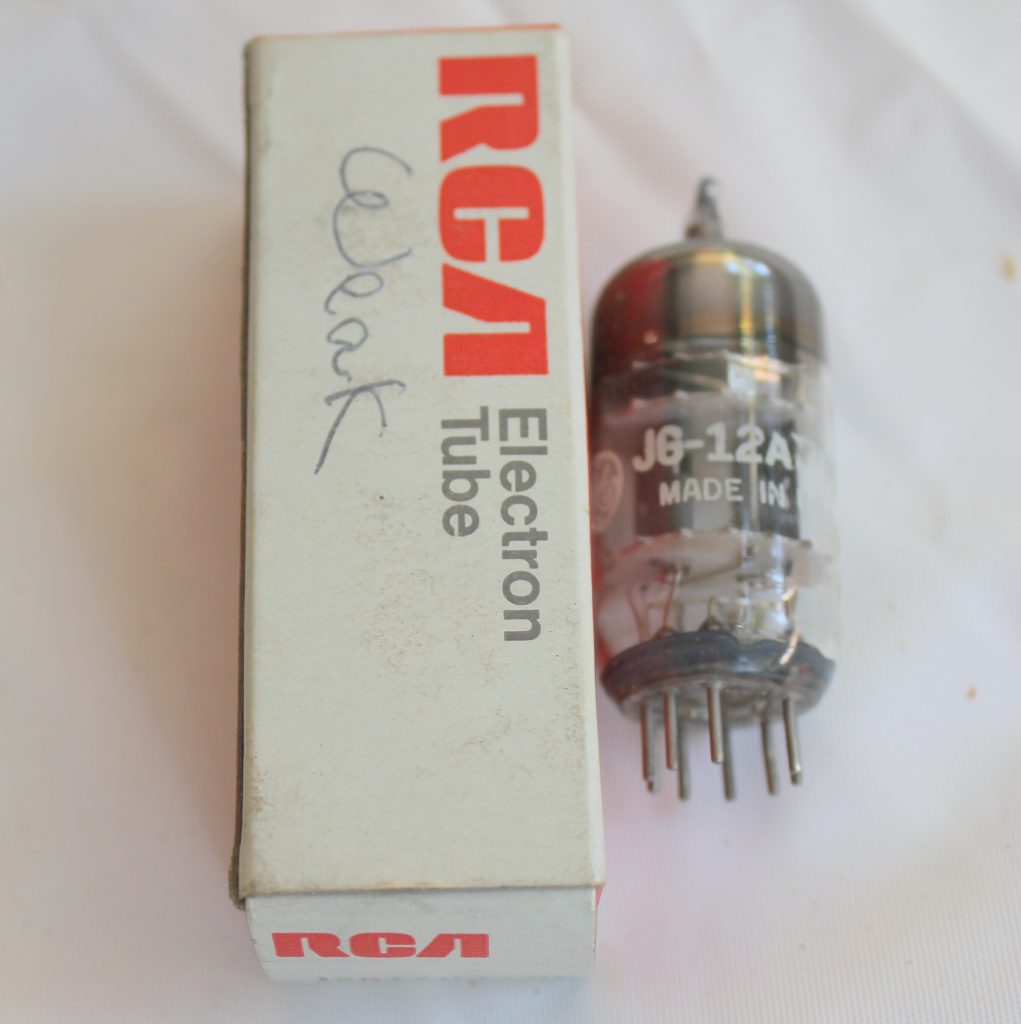 RCA
Electron
Tube
Weak
JG-12A
MADE IN
RCA